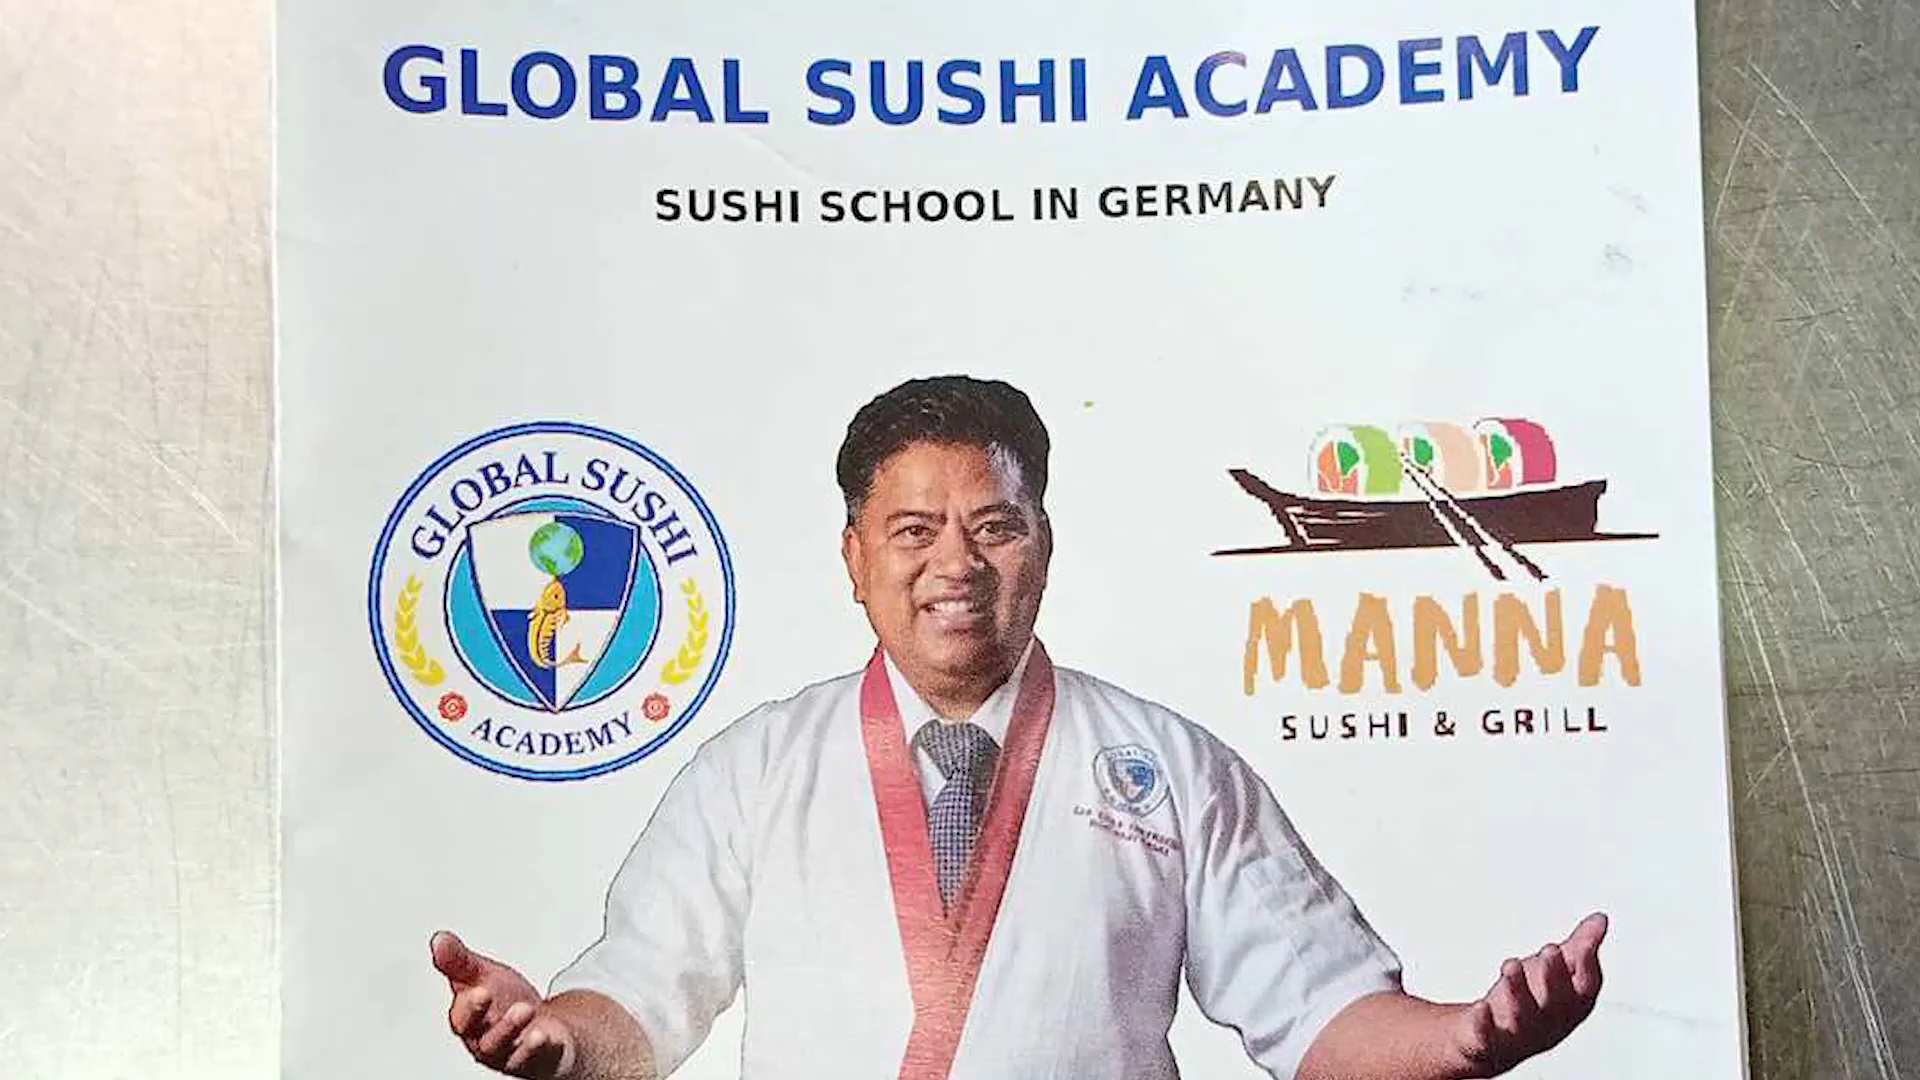 GLOBAL SUSHI ACADEMY
SUSHI SCHOOL IN GERMANY
GLOBAL SUSHI
ACADEMY
MANNA
SUSHI & GRILL